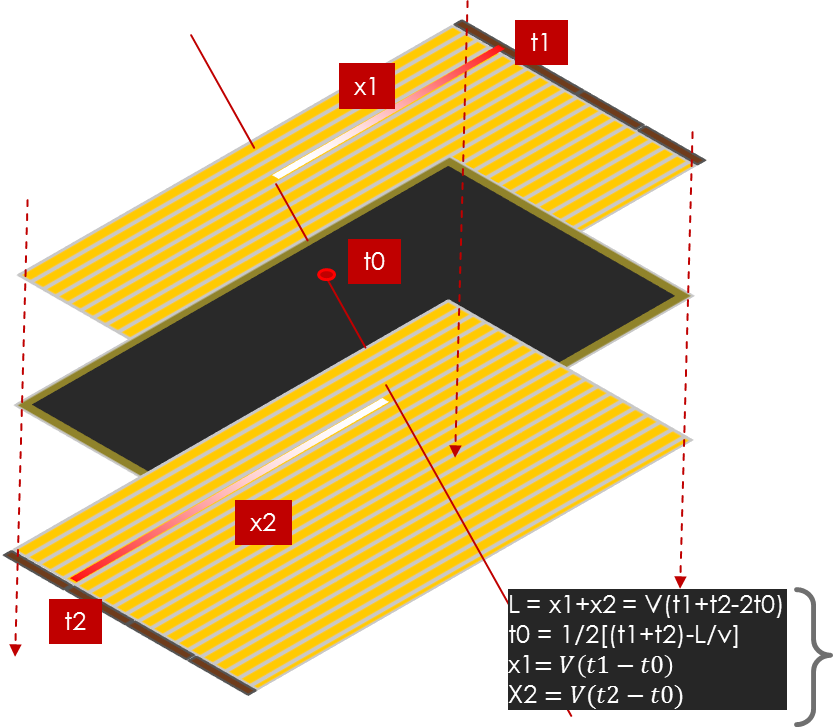 t1
x1
t0
x2
t2
L = x1+x2 = V(t1+t2-2t0)
t0 = 1/2[(t1+t2)-L/v]
x1= V(t1 − t0)
X2 = V(t2 − t0)